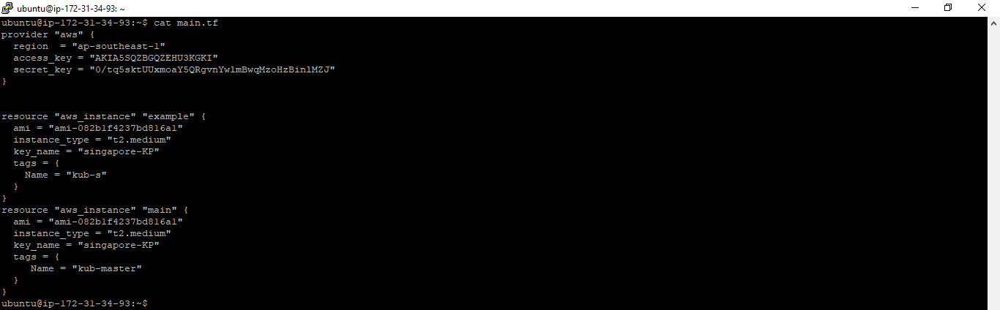 ubuntu@ip-172-31-34-93: ~
ubuntu@ip-172-31-34-93:~$ cat main.tf
provider "aws" {
region = "ap-southeast-1"
access_key = "AKIA5SQZBGQZEHU3KGKI"
secret_key =
}
resource "aws_instance" "example" {
ami = "ami-082b1f4237bd816a1"
instance_type = "t2.medium"
key_name = "singapore-KP"
tags = {
Name = "kub-s"
}
}
resource "aws_instance" "main" {
ami = "ami-082b1f4237bd816a1"
instance_type = "t2.medium"
key_name = "singapore-KP"
tags = {
Name = "kub-master"
}
}
ubuntu@ip-172-31-34-93:~$